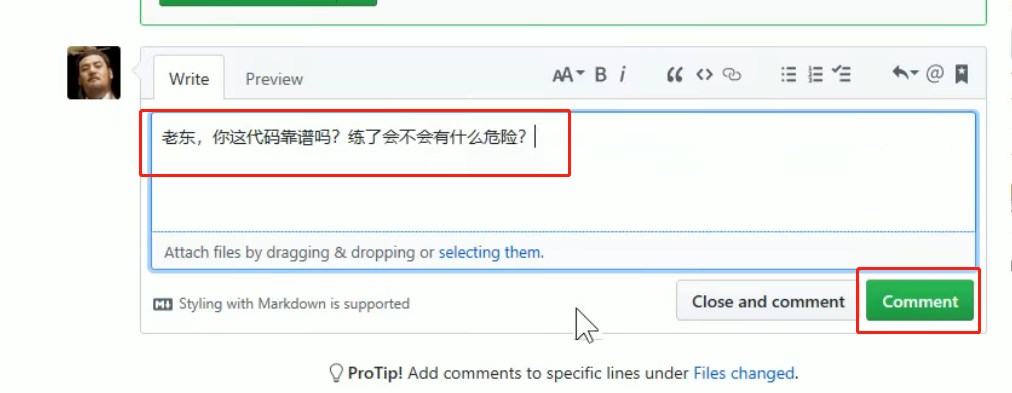 Write
Preview
AA B i
老东，你这代码靠谱吗？练了会不会有什么危险？
Attach files by dragging & dropping or selecting them.
Styling with Markdown is supported
Close and comment
Comment
ProTip! Add comments to specific lines under Files changed.